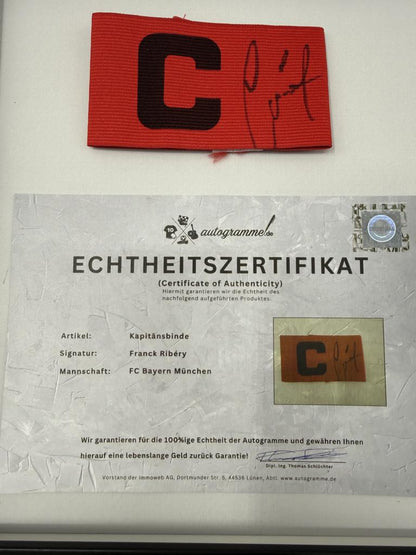 C
autogramme.de
ECHTHEITSZERTIFIKAT
(Certificate of Authenticity)
Hiermit garantieren wir die Echtheit des
nachfolgend aufgeführten Produktes.
Artikel: Kapitänsbinde
Signatur: Franck Ribéry
Mannschaft: FC Bayern München
C
Wir garantieren für die 100%ige Echtheit der Autogramme und gewähren Ihnen
hierauf eine lebenslange Geld zurück Garantie!
Dipl. Ing. Thomas Schlüchter
Vorstand der Immoweb AG, Dortmunder Str. 5, 44536 Lünen, Abtl. www.autogramme.de